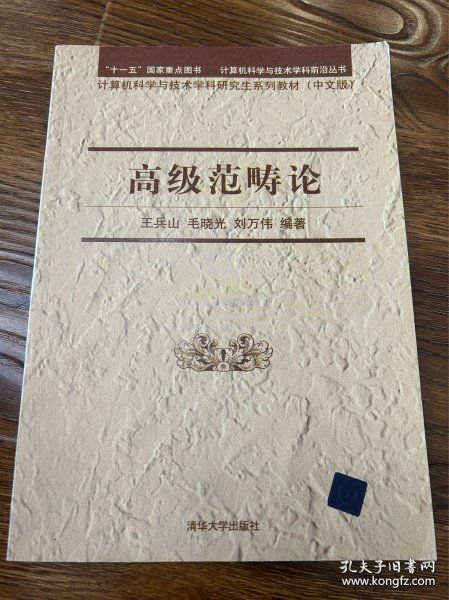 “十一五”国家重点图书 计算机科学与技术学科前沿丛书
计算机科学与技术学科研究生系列教材（中文版）
高级范畴论
王兵山 毛晓光 刘万伟 编著
清华大学出版社
孔夫子旧书网
www.kongfz.com